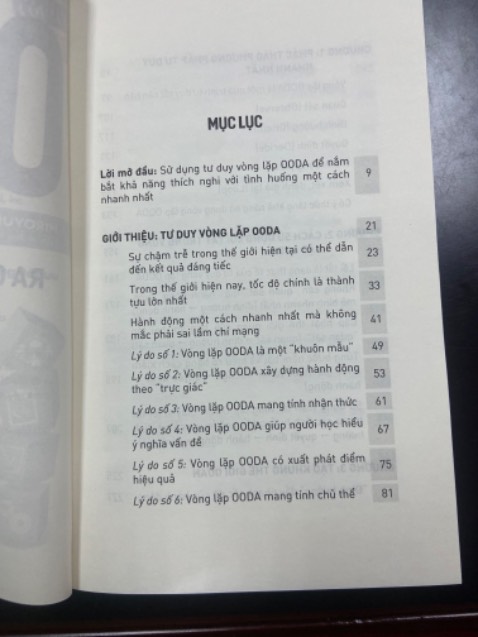 MỤC LỤC
Lời mở đầu: Sử dụng tư duy vòng lặp OODA để nắm
bắt khả năng thích nghi với tình huống một cách
nhanh nhất
9
GIỚI THIỆU: TƯ DUY VÒNG LẶP OODA 21
Sự chậm trễ trong thế giới hiện tại có thể dẫn
đến kết quả đáng tiếc
23
Trong thế giới hiện nay, tốc độ chính là thành
tựu lớn nhất
33
Hành động một cách nhanh nhất mà không
mắc phải sai lầm chí mạng
41
Lý do số 1: Vòng lặp OODA là một "khuôn mẫu" 49
Lý do số 2: Vòng lặp OODA xây dựng hành động
theo "trực giác"
53
Lý do số 3: Vòng lặp OODA mang tính nhận thức 61
Lý do số 4: Vòng lặp OODA giúp người học hiểu
ý nghĩa vấn đề
67
Lý do số 5: Vòng lặp OODA có xuất phát điểm
hiệu quả
75
Lý do số 6: Vòng lặp OODA mang tính chủ thể 81